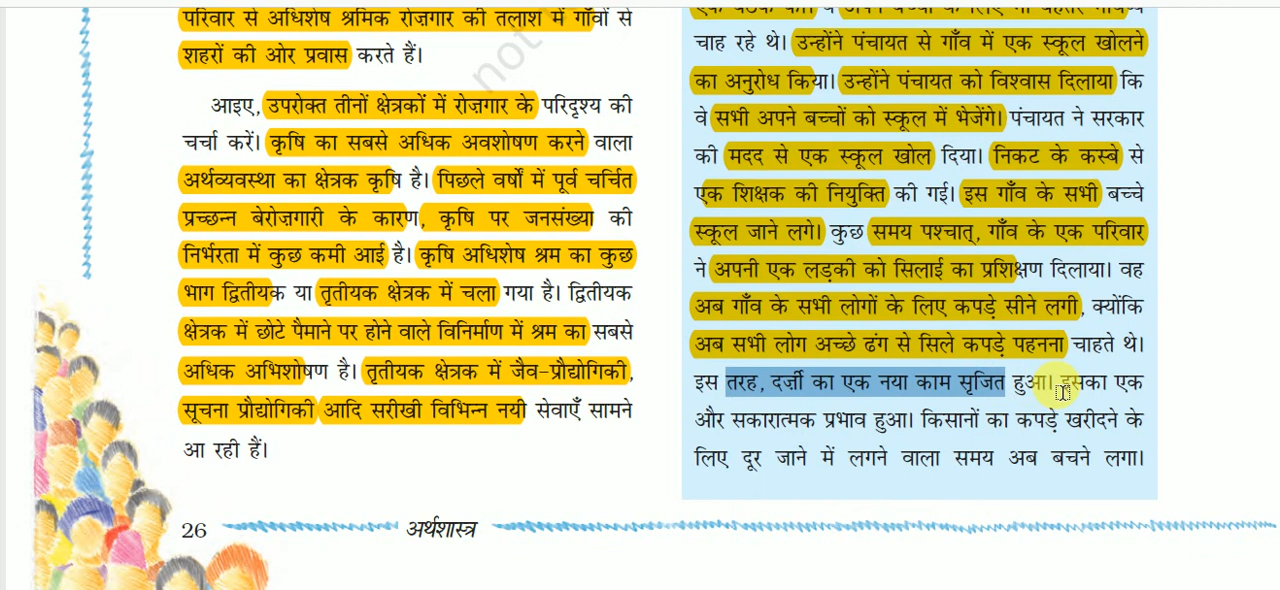 परिवार से अधिशेष श्रमिक रोज़गार की तलाश में गाँवों से
शहरों की ओर प्रवास करते हैं।
आइए, उपरोक्त तीनों क्षेत्रकों में रोज़गार के परिदृश्य की
चर्चा करें। कृषि का सबसे अधिक अवशोषण करने वाला
अर्थव्यवस्था का क्षेत्रक कृषि है। पिछले वर्षों में पूर्व चर्चित
प्रच्छन्न बेरोज़गारी के कारण, कृषि पर जनसंख्या की
निर्भरता में कुछ कमी आई है। कृषि अधिशेष श्रम का कुछ
भाग द्वितीयक या तृतीयक क्षेत्रक में चला गया है। द्वितीयक
क्षेत्रक में छोटे पैमाने पर होने वाले विनिर्माण में श्रम का सबसे
अधिक अभिशोषण है। तृतीयक क्षेत्रक में जैव-प्रौद्योगिकी,
सूचना प्रौद्योगिकी आदि सरीखी विभिन्न नयी सेवाएँ सामने
आ रही हैं।
not
चाह रहे थे। उन्होंने पंचायत से गाँव में एक स्कूल खोलने
का अनुरोध किया। उन्होंने पंचायत को विश्वास दिलाया कि
वे सभी अपने बच्चों को स्कूल में भेजेंगे। पंचायत ने सरकार
की मदद से एक स्कूल खोल दिया। निकट के कस्बे से
एक शिक्षक की नियुक्ति की गई। इस गाँव के सभी बच्चे
स्कूल जाने लगे। कुछ समय पश्चात्, गाँव के एक परिवार
ने अपनी एक लड़की को सिलाई का प्रशिक्षण दिलाया। वह
अब गाँव के सभी लोगों के लिए कपड़े सीने लगी, क्योंकि
अब सभी लोग अच्छे ढंग से सिले कपड़े पहनना चाहते थे।
इस तरह, दर्ज़ी का एक नया काम सृजित हुआ। इसका एक
और सकारात्मक प्रभाव हुआ। किसानों का कपड़े खरीदने के
लिए दूर जाने में लगने वाला समय अब बचने लगा।
26 अर्थशास्त्र